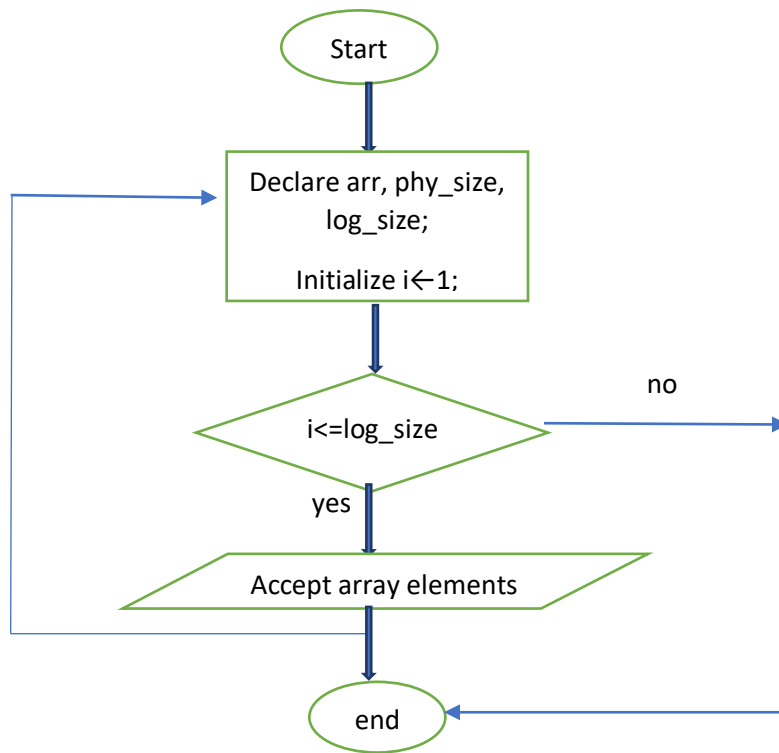 Start
Declare arr, phy_size,
log_size;
Initialize i←1;
i<=log_size
no
yes
Accept array elements
end